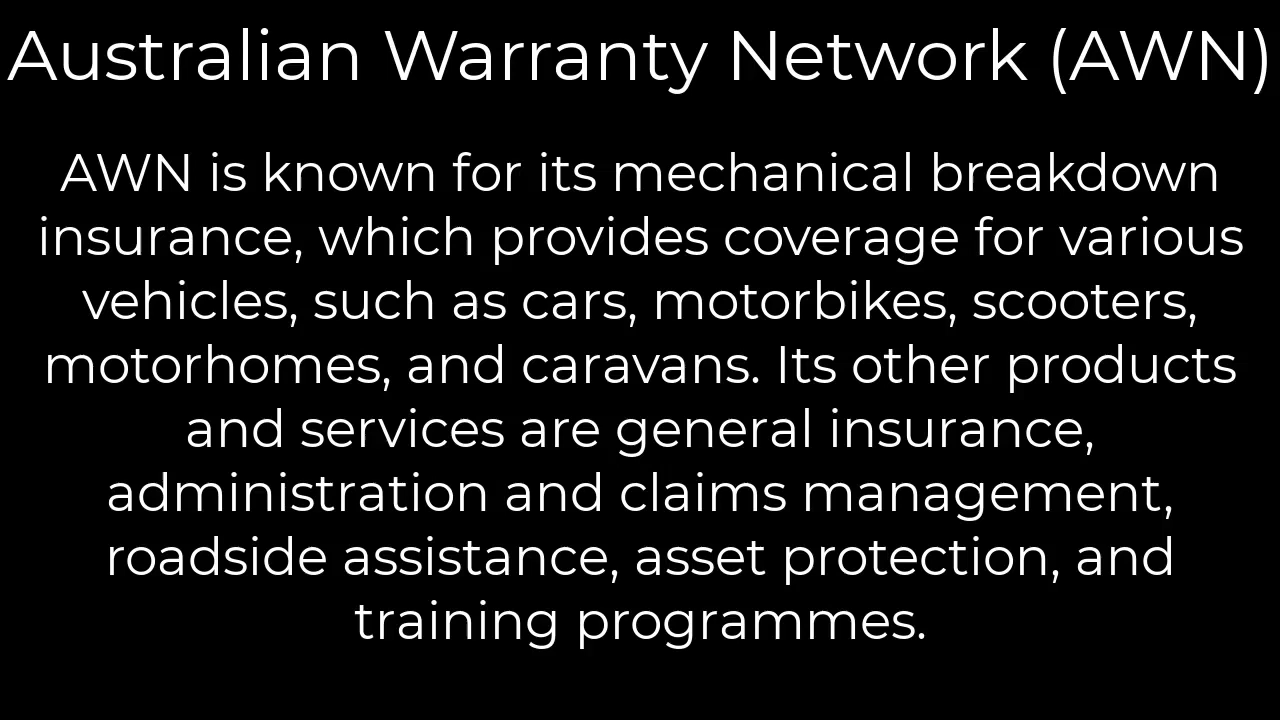 Australian Warranty Network (AWN)
AWN is known for its mechanical breakdown
insurance, which provides coverage for various
vehicles, such as cars, motorbikes, scooters,
motorhomes, and caravans. Its other products
and services are general insurance,
administration and claims management,
roadside assistance, asset protection, and
training programmes.